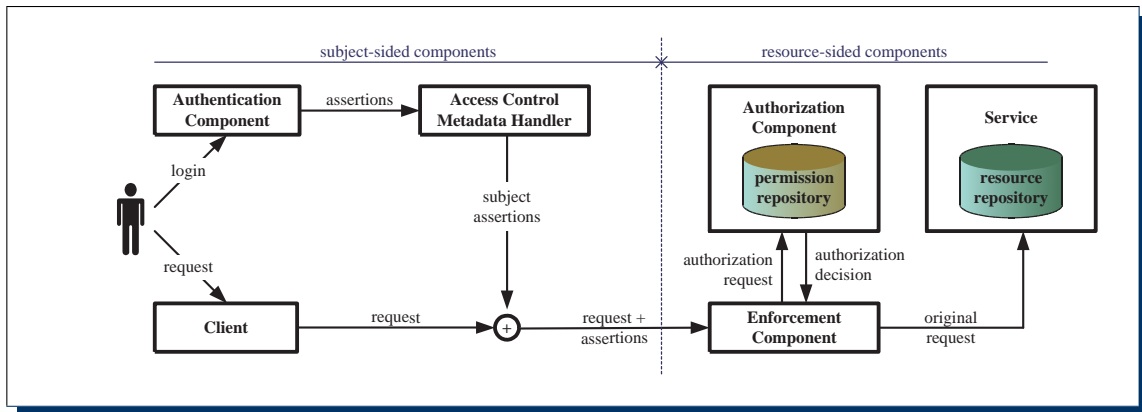 subject-sided components
resource-sided components
Authentication
Component
assertions
Access Control
Metadata Handler
Authorization
Component
permission
repository
Service
resource
repository
login
subject
assertions
request
authorization
request
authorization
decision
Client
request
+
request +
assertions
Enforcement
Component
original
request